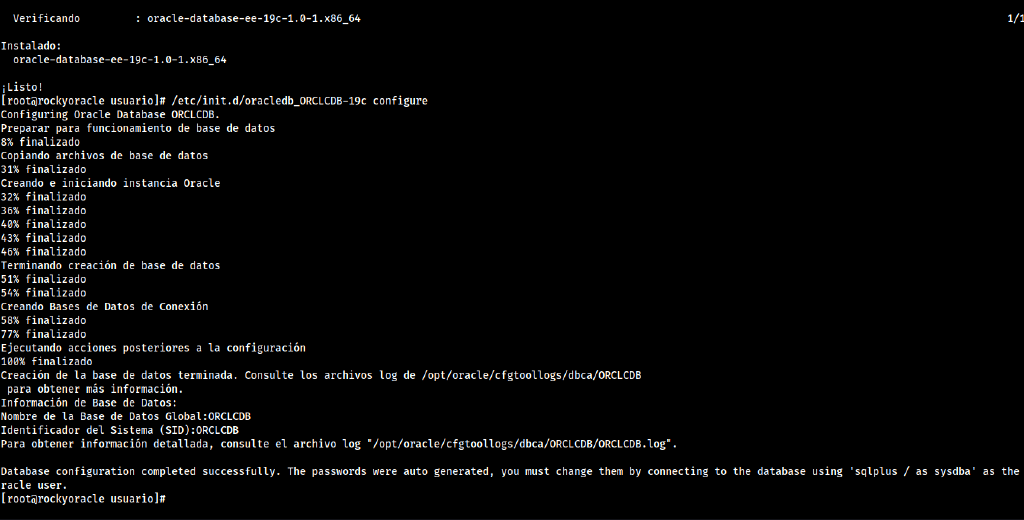 Verificando : oracle-database-ee-19c-1.0-1.x86_64 1/1
Instalado:
oracle-database-ee-19c-1.0-1.x86_64
¡Listo!
[root@rockyoracle usuario]# /etc/init.d/oracledb_ORCLCDB-19c configure
Configuring Oracle Database ORCLCDB.
Preparar para funcionamiento de base de datos
8% finalizado
Copiando archivos de base de datos
31% finalizado
Creando e iniciando instancia Oracle
32% finalizado
36% finalizado
40% finalizado
43% finalizado
46% finalizado
Terminando creación de base de datos
51% finalizado
54% finalizado
Creando Bases de Datos de Conexión
58% finalizado
77% finalizado
Ejecutando acciones posteriores a la configuración
100% finalizado
Creación de la base de datos terminada. Consulte los archivos log de /opt/oracle/cfgtoollogs/dbca/ORCLCDB
para obtener más información.
Información de Base de Datos:
Nombre de la Base de Datos Global:ORCLCDB
Identificador del Sistema (SID):ORCLCDB
Para obtener información detallada, consulte el archivo log "/opt/oracle/cfgtoollogs/dbca/ORCLCDB/ORCLCDB.log".
Database configuration completed successfully. The passwords were auto generated, you must change them by connecting to the database using 'sqlplus / as sysdba' as the
racle user.
[root@rockyoracle usuario]#